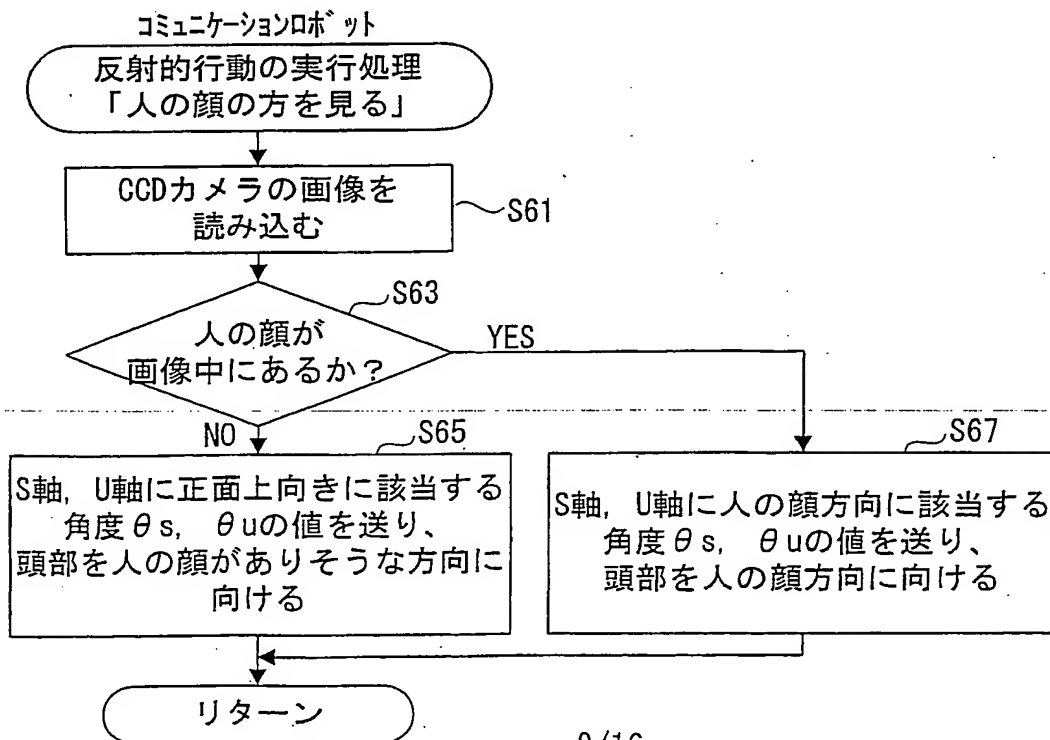 コミュニケーションロボット
反射的行動の実行処理
「人の顔の方を見る」
CCDカメラの画像を
読み込む
S61
S63
人の顔が
画像中にあるか？
YES
NO
S65
S軸, U軸に正面上向きに該当する
角度θs, θuの値を送り、
頭部を人の顔がありそうな方向に
向ける
S67
S軸, U軸に人の顔方向に該当する
角度θs, θuの値を送り、
頭部を人の顔方向に向ける
リターン